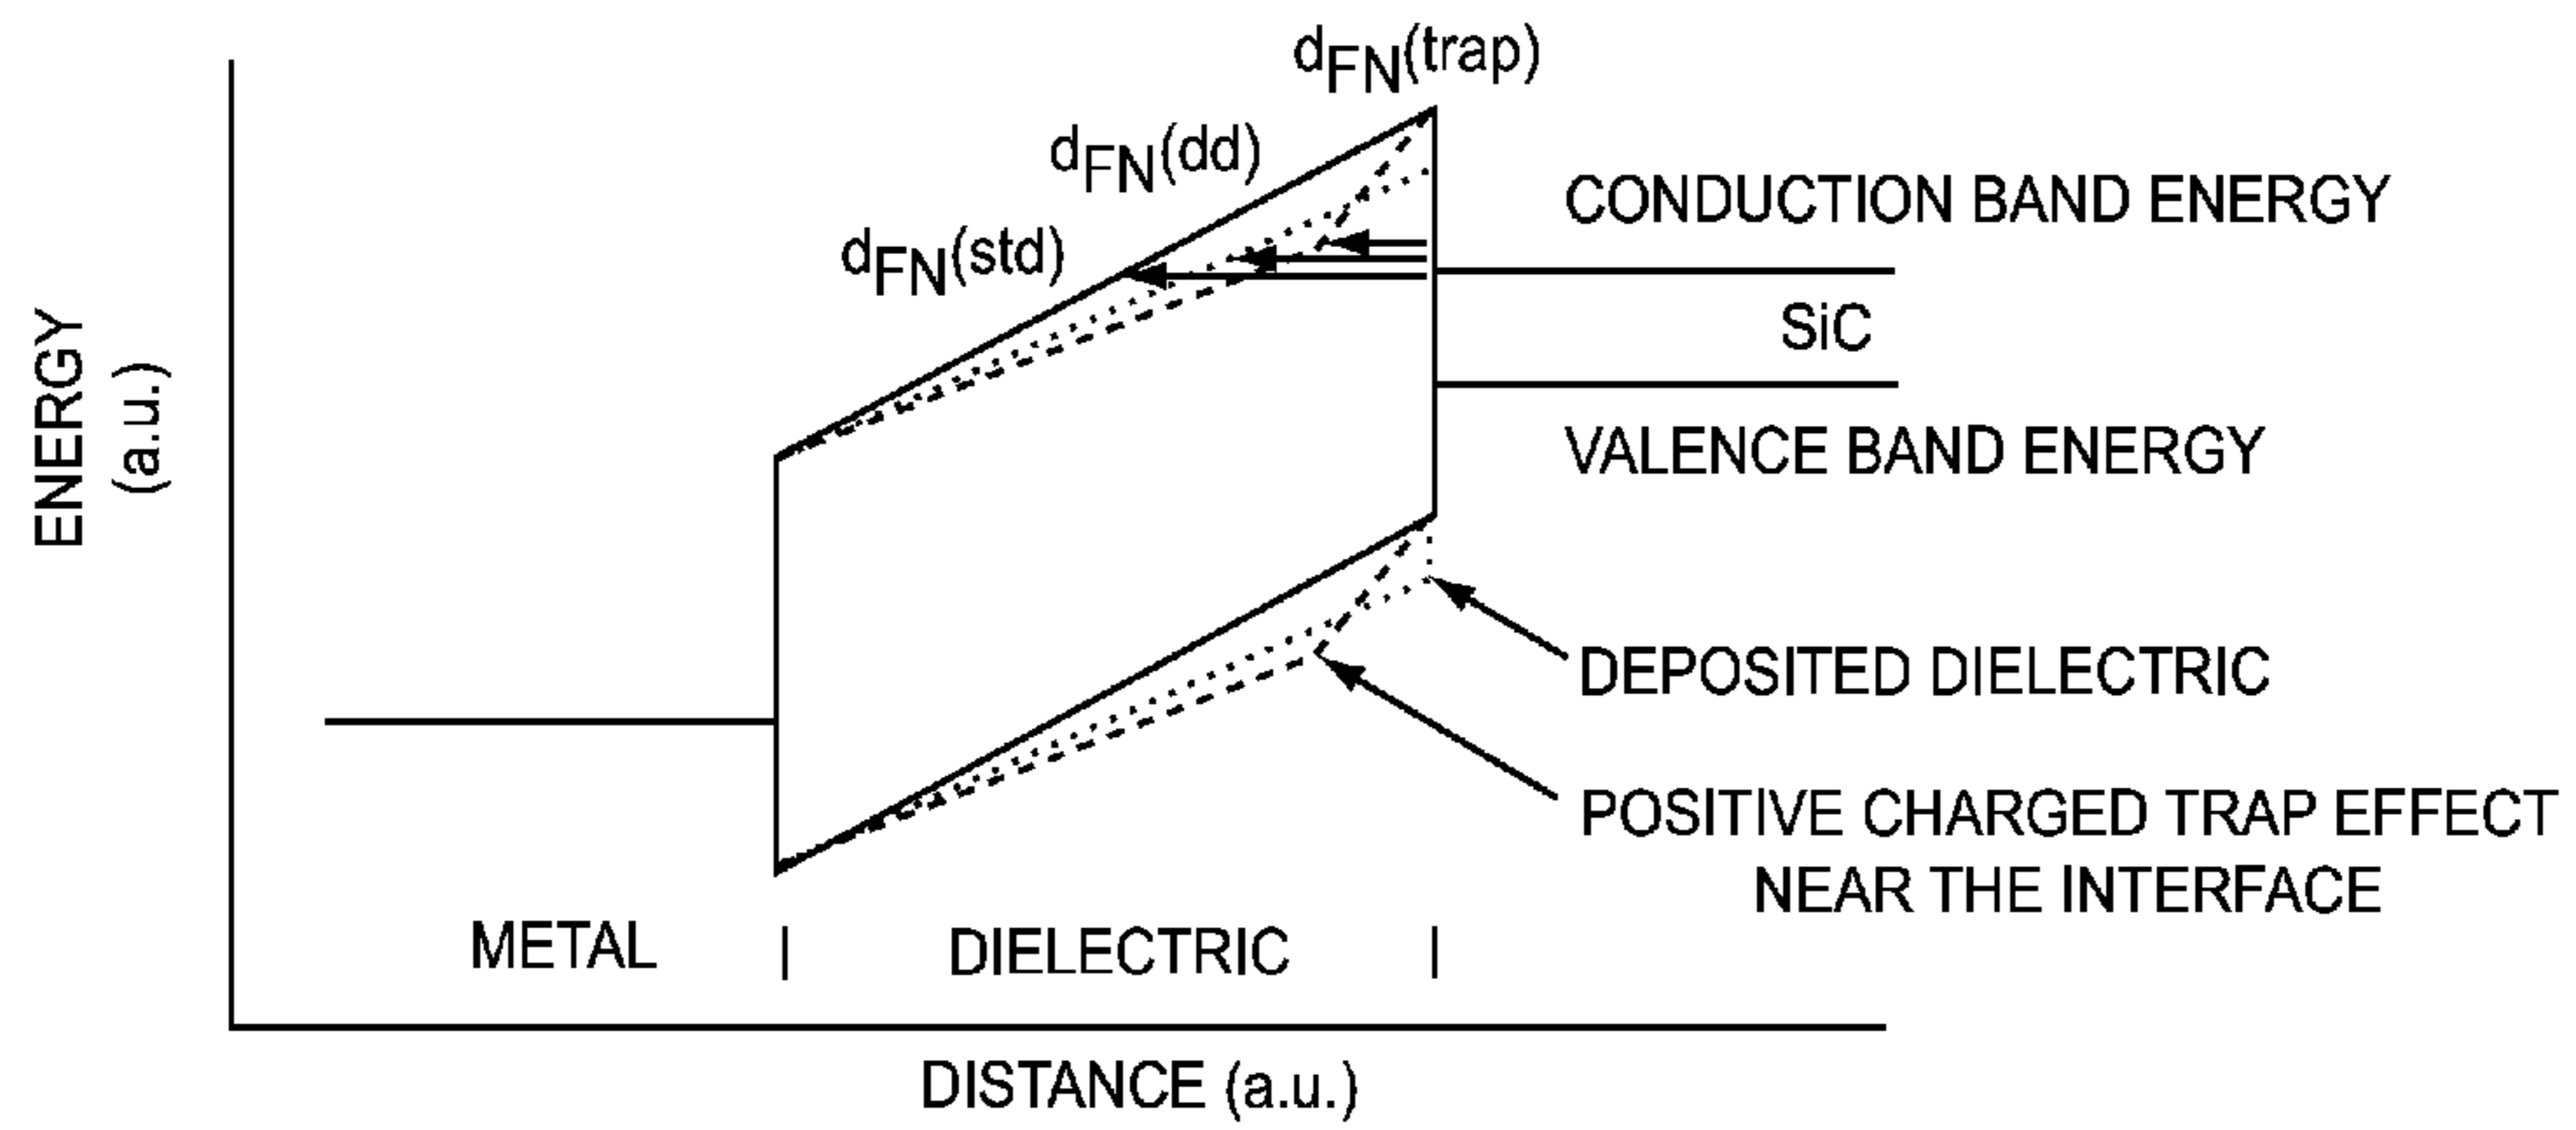 dFN(trap)
dFN(dd)
dFN(std)
CONDUCTION BAND ENERGY
SiC
VALENCE BAND ENERGY
ENERGY
(a.u.)
DEPOSITED DIELECTRIC
POSITIVE CHARGED TRAP EFFECT
NEAR THE INTERFACE
METAL
DIELECTRIC
DISTANCE (a.u.)